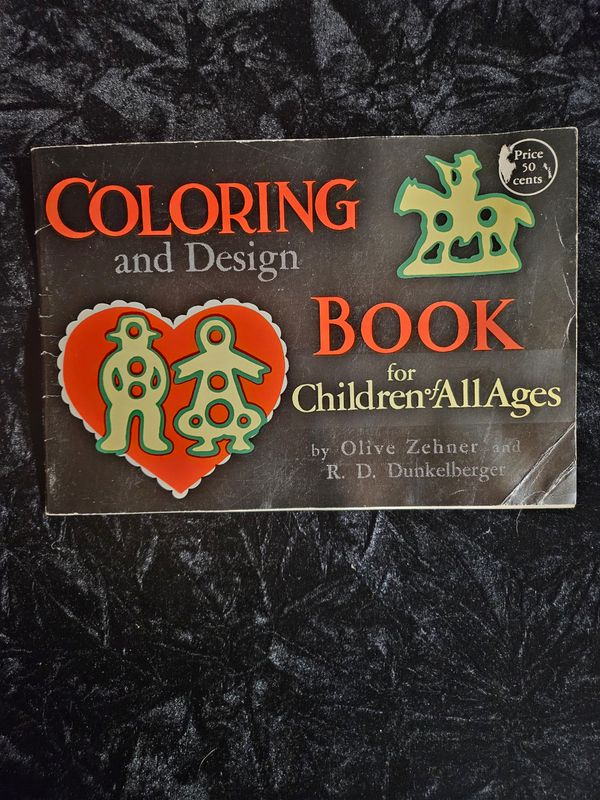 COLORING
and Design
Price
50
cents
BOOK
for
Children of All Ages
by Olive Zehner and
R. D. Dunkelberger